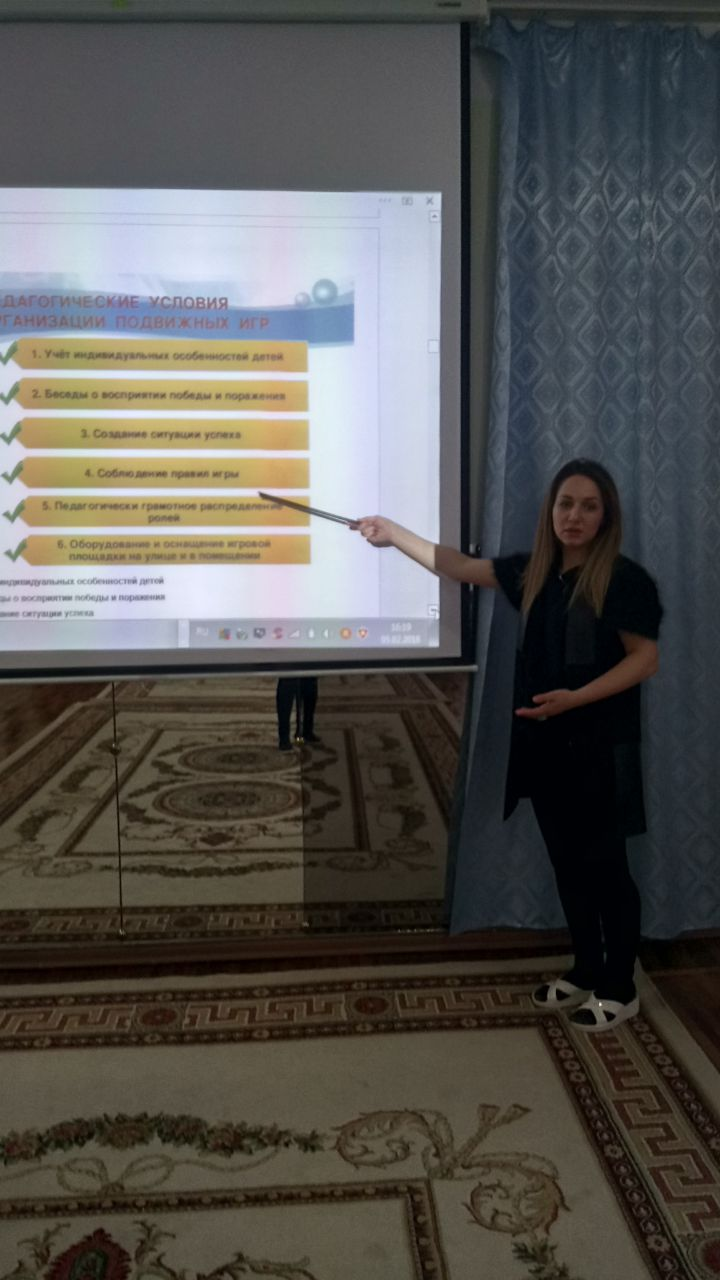 ДАГОГИЧЕСКИЕ УСЛОВИЯ
РГАНИЗАЦИИ ПОДВИЖНЫХ ИГР
1. Учёт индивидуальных особенностей детей
2. Беседы о восприятии победы и поражения
3. Создание ситуации успеха
4. Соблюдение правил игры
5. Педагогически грамотное распределение
ролей
6. Оборудование и оснащение игровой
площадки на улице и в помещении
индивидуальных особенностей детей
ды о восприятии победы и поражения
ание ситуации успеха
RU
16:19
05.02.2018